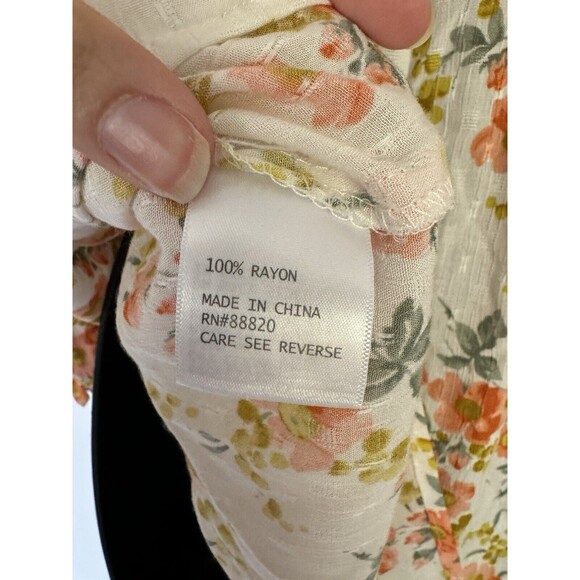 100% RAYON
MADE IN CHINA
RN#88820
CARE SEE REVERSE